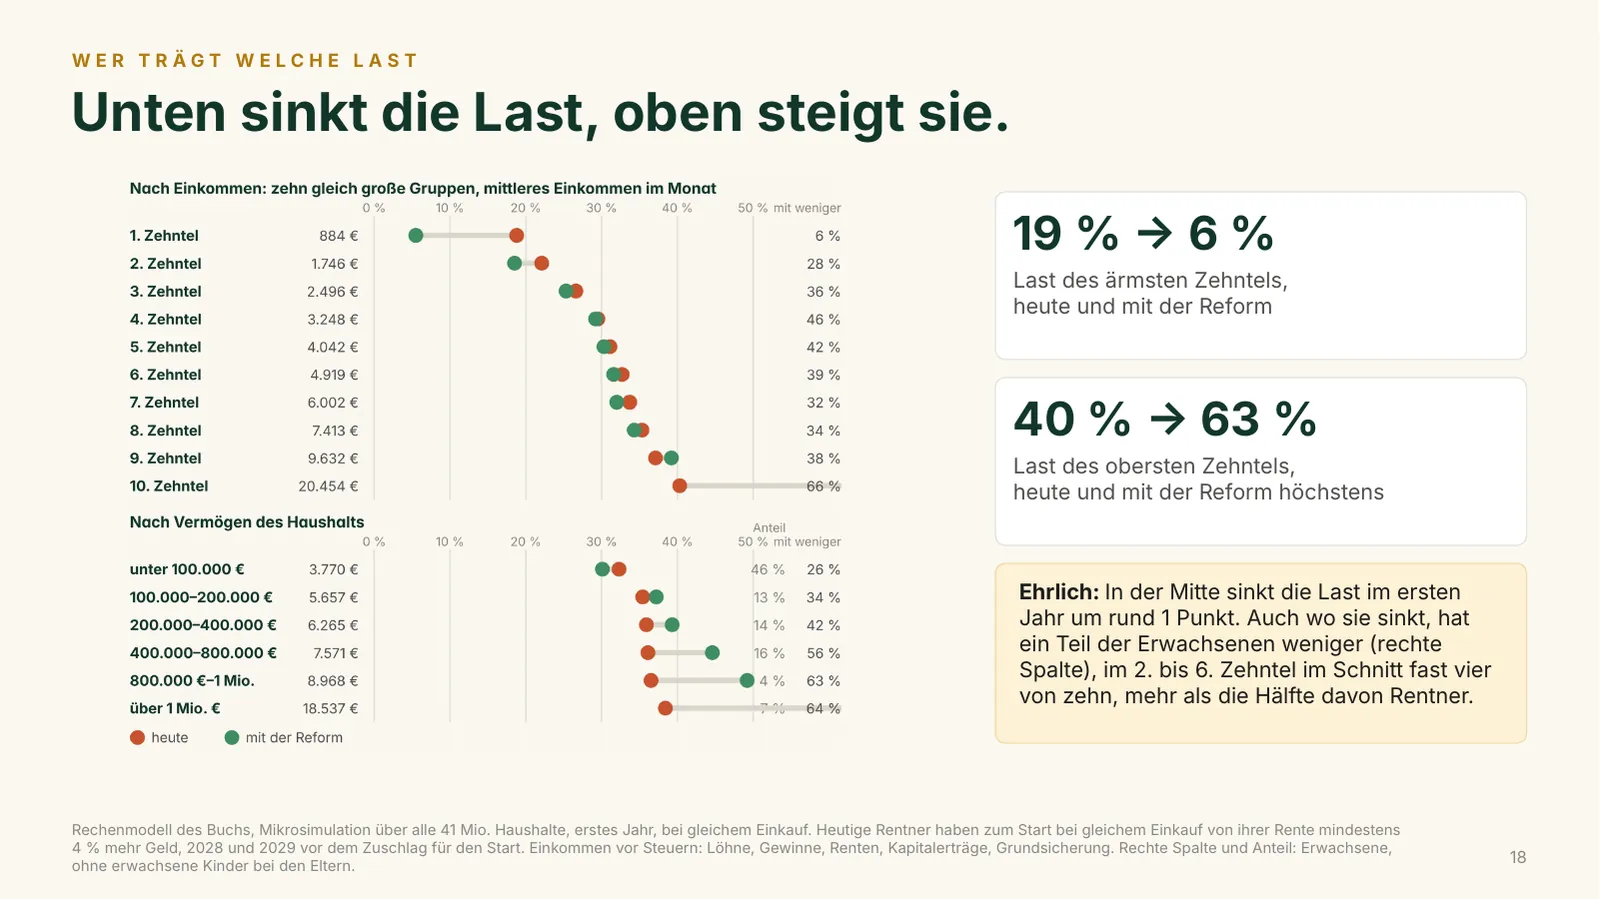 WER TRÄGT WELCHE LAST
Unten sinkt die Last, oben steigt sie.
Nach Einkommen: zehn gleich große Gruppen, mittleres Einkommen im Monat
0 % 10 % 20 % 30 % 40 % 50 % mit weniger
1. Zehntel 884 € 6 %
2. Zehntel 1.746 € 28 %
3. Zehntel 2.496 € 36 %
4. Zehntel 3.248 € 46 %
5. Zehntel 4.042 € 42 %
6. Zehntel 4.919 € 39 %
7. Zehntel 6.002 € 32 %
8. Zehntel 7.413 € 34 %
9. Zehntel 9.632 € 38 %
10. Zehntel 20.454 € 66 %
Nach Vermögen des Haushalts
Anteil
0 % 10 % 20 % 30 % 40 % 50 % mit weniger
unter 100.000 € 3.770 € 46 % 26 %
100.000–200.000 € 5.657 € 13 % 34 %
200.000–400.000 € 6.265 € 14 % 42 %
400.000–800.000 € 7.571 € 16 % 56 %
800.000 €–1 Mio. 8.968 € 4 % 63 %
über 1 Mio. € 18.537 € 7 % 64 %
heute mit der Reform
19 % → 6 %
Last des ärmsten Zehntels,
heute und mit der Reform
40 % → 63 %
Last des obersten Zehntels,
heute und mit der Reform höchstens
Ehrlich: In der Mitte sinkt die Last im ersten
Jahr um rund 1 Punkt. Auch wo sie sinkt, hat
ein Teil der Erwachsenen weniger (rechte
Spalte), im 2. bis 6. Zehntel im Schnitt fast vier
von zehn, mehr als die Hälfte davon Rentner.
Rechenmodell des Buchs, Mikrosimulation über alle 41 Mio. Haushalte, erstes Jahr, bei gleichem Einkauf. Heutige Rentner haben zum Start bei gleichem Einkauf von ihrer Rente mindestens
4 % mehr Geld, 2028 und 2029 vor dem Zuschlag für den Start. Einkommen vor Steuern: Löhne, Gewinne, Renten, Kapitalerträge, Grundsicherung. Rechte Spalte und Anteil: Erwachsene,
ohne erwachsene Kinder bei den Eltern.
18